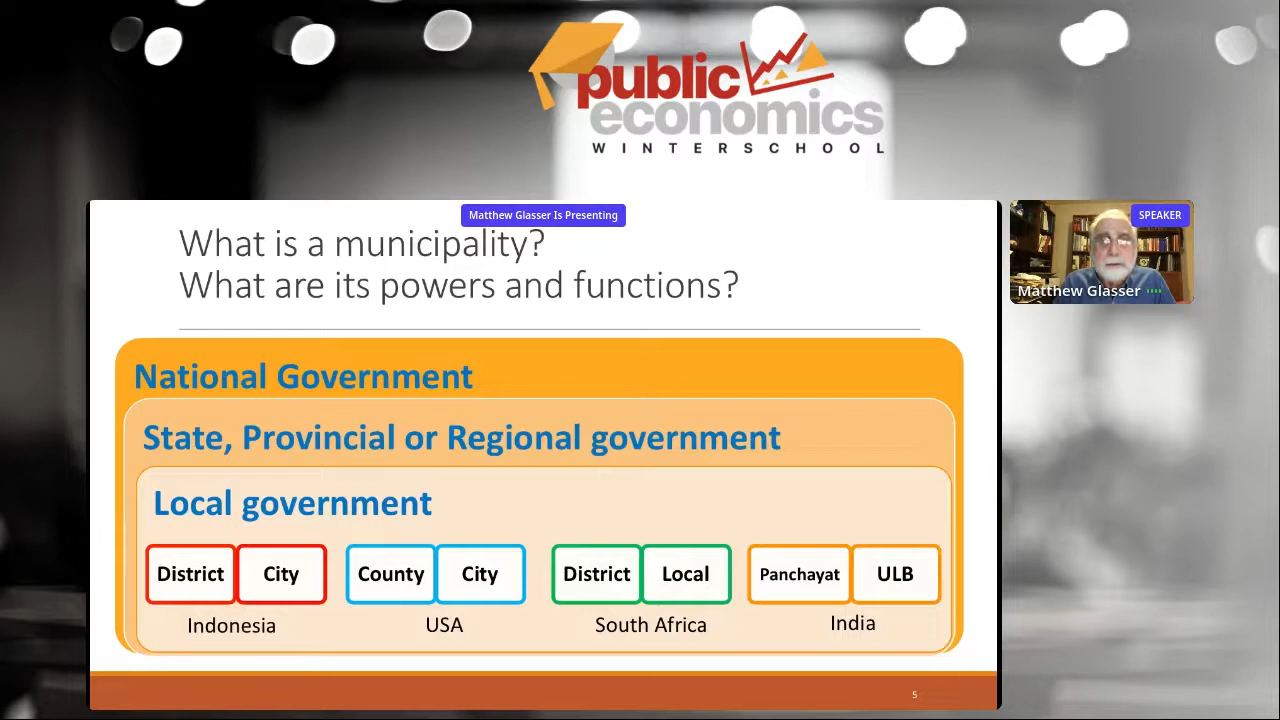 public
economics
WINTERSCHOOL
Matthew Glasser Is Presenting
SPEAKER
Matthew Glasser
What is a municipality?
What are its powers and functions?
National Government
State, Provincial or Regional government
Local government
District City County City District Local Panchayat ULB
Indonesia USA South Africa India
5